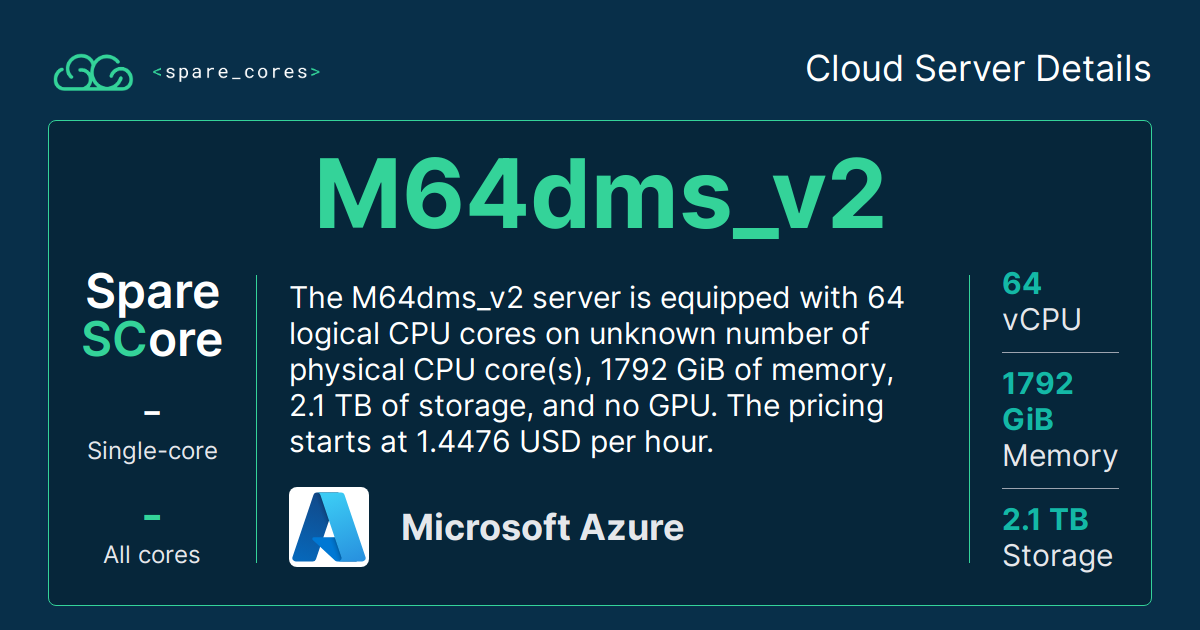 <spare_cores>
Cloud Server Details
M64dms_v2
Spare
SCore
–
Single-core
–
All cores
The M64dms_v2 server is equipped with 64
logical CPU cores on unknown number of
physical CPU core(s), 1792 GiB of memory,
2.1 TB of storage, and no GPU. The pricing
starts at 1.4476 USD per hour.
Microsoft Azure
64
vCPU
1792
GiB
Memory
2.1 TB
Storage